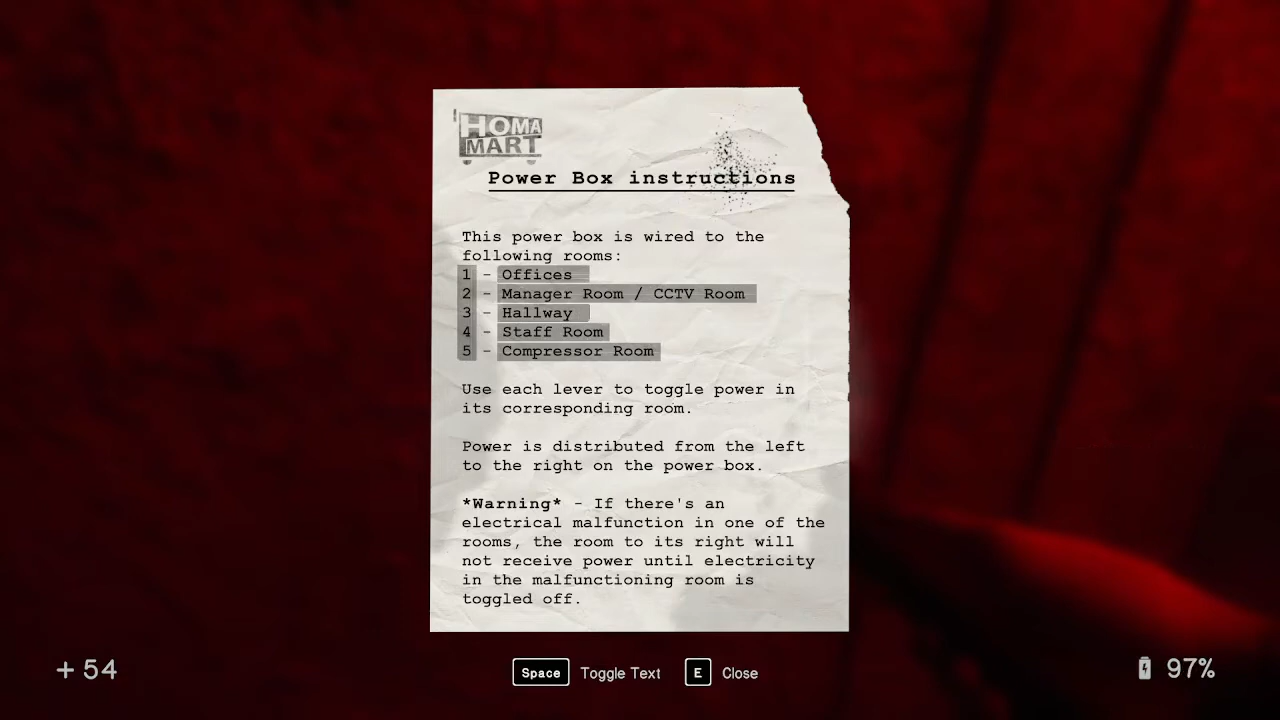 HOMA
MART
Power Box instructions
This power box is wired to the
following rooms:
1 - Offices
2 - Manager Room / CCTV Room
3 - Hallway
4 - Staff Room
5 - Compressor Room
Use each lever to toggle power in
its corresponding room.
Power is distributed from the left
to the right on the power box.
*Warning* - If there's an
electrical malfunction in one of the
rooms, the room to its right will
not receive power until electricity
in the malfunctioning room is
toggled off.
+ 54
Space Toggle Text E Close
97%